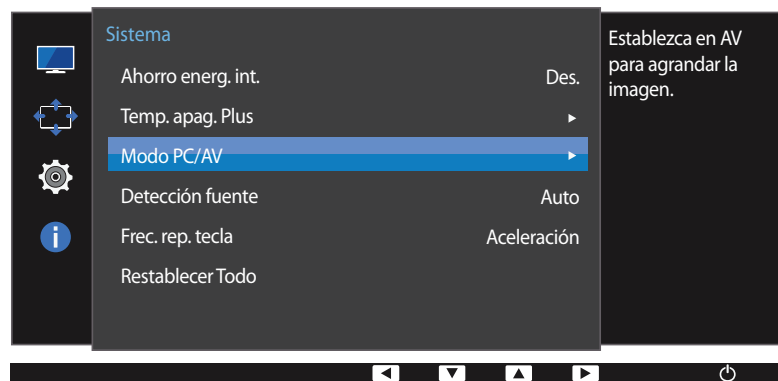 Sistema
Ahorro energ. int. Des.
Temp. apag. Plus
Modo PC/AV
Detección fuente Auto
Frec. rep. tecla Aceleración
Restablecer Todo
Establezca en AV
para agrandar la
imagen.